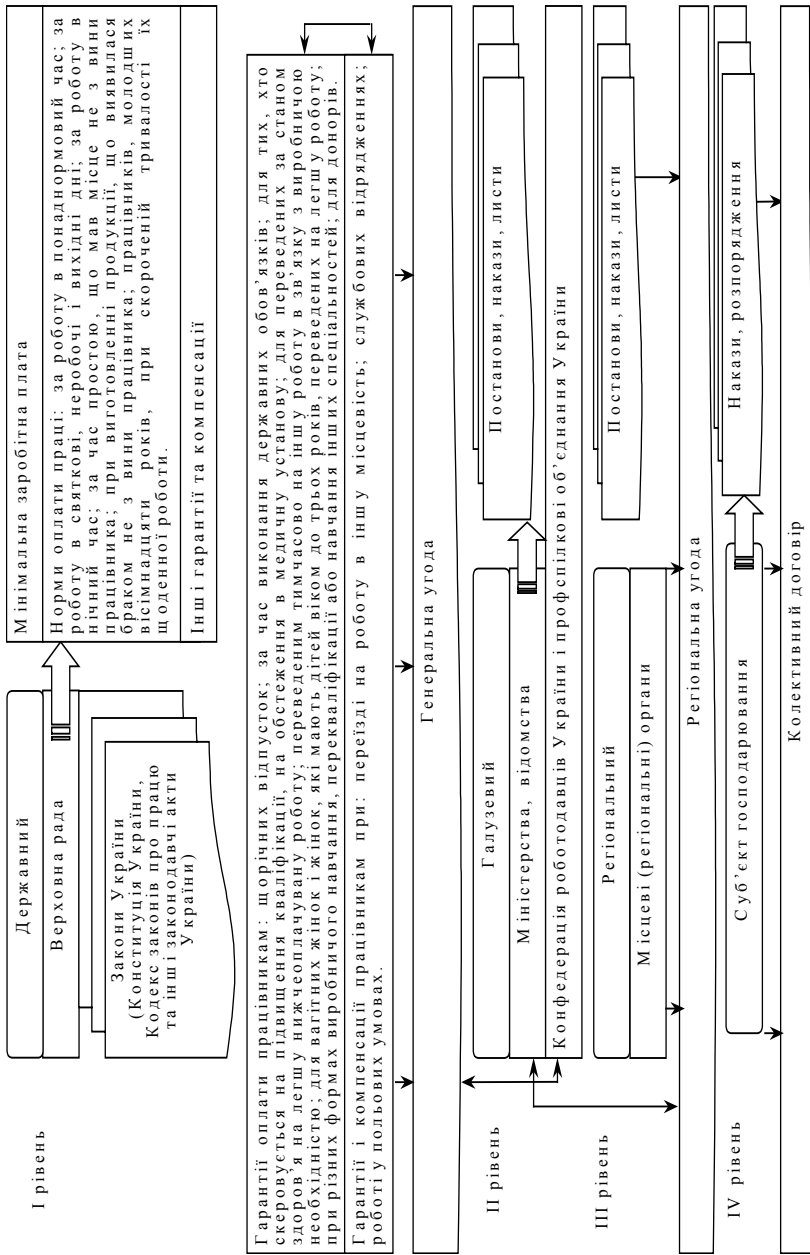 I рівень
Державний
Верховна рада
Закони України
(Конституція України,
Кодекс законів про працю
та інші законодавчі акти
України)
Мінімальна заробітна плата
Норми оплати праці: за роботу в понаднормовий час; за
роботу в святкові, неробочі і вихідні дні; за роботу в
нічний час; за час простою, що мав місце не з вини
працівника; при виготовленні продукції, що виявилася
браком не з вини працівника; працівників, молодших
вісімнадцяти років, при скороченій тривалості їх
щоденної роботи.
Інші гарантії та компенсації
Гарантії оплати працівникам: щорічних відпусток; за час виконання державних обов’язків; для тих, хто
скеровується на підвищення кваліфікації, на обстеження в медичну установу; для переведених за станом
здоров’я на легшу нижчеоплачувану роботу; переведеним тимчасово на іншу роботу в зв’язку з виробничою
необхідністю; для вагітних жінок і жінок, які мають дітей віком до трьох років, переведених на легшу роботу;
при різних формах виробничого навчання, перекваліфікації або навчання інших спеціальностей; для донорів.
Гарантії і компенсації працівникам при: переїзді на роботу в іншу місцевість; службових відрядженнях;
роботі у польових умовах.
Генеральна угода
II рівень
Галузевий
Міністерства, відомства
Постанови, накази, листи
Конфедерація роботодавців України і профспілкові об’єднання України
III рівень
Регіональний
Місцеві (регіональні) органи
Постанови, накази, листи
Регіональна угода
IV рівень
Суб’єкт господарювання
Накази, розпорядження
Колективний договір